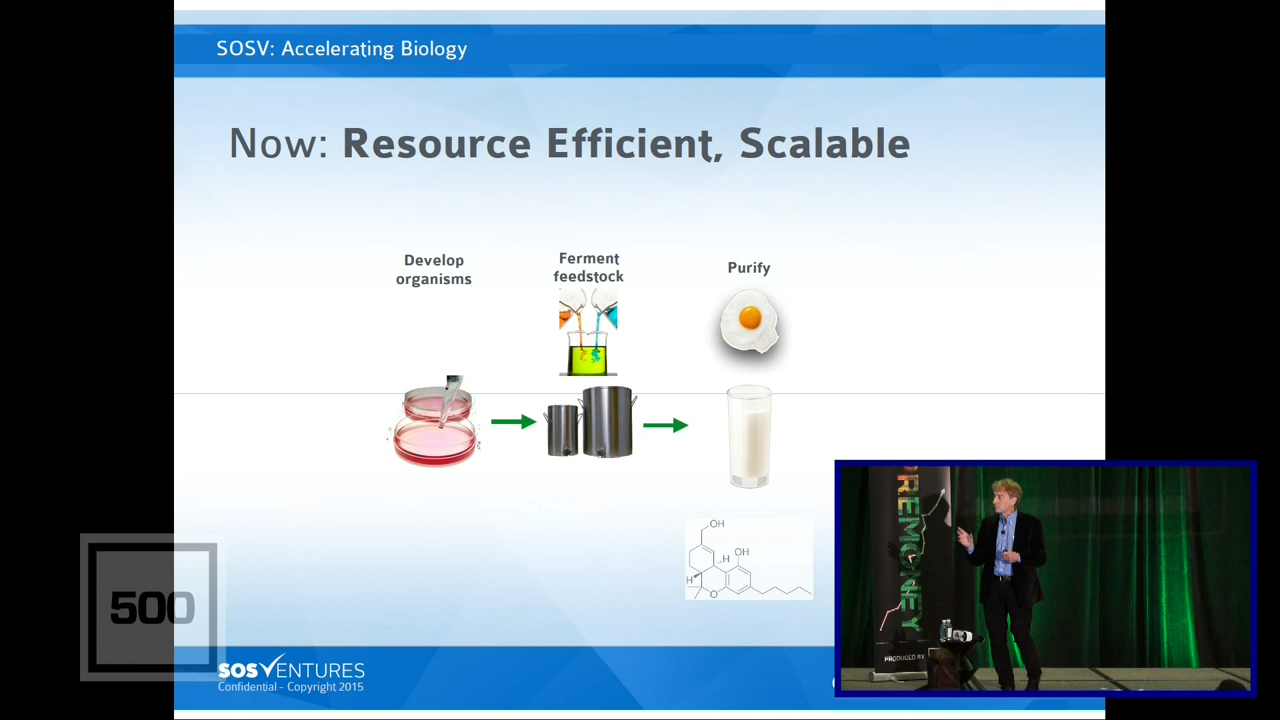 SOSV: Accelerating Biology
Now: Resource Efficient, Scalable
Develop
organisms
Ferment
feedstock
Purify
OH
OH
H
H
O
PREMONEY
PRODUCED BY
500
SOSVENTURES
Confidential - Copyright 2015